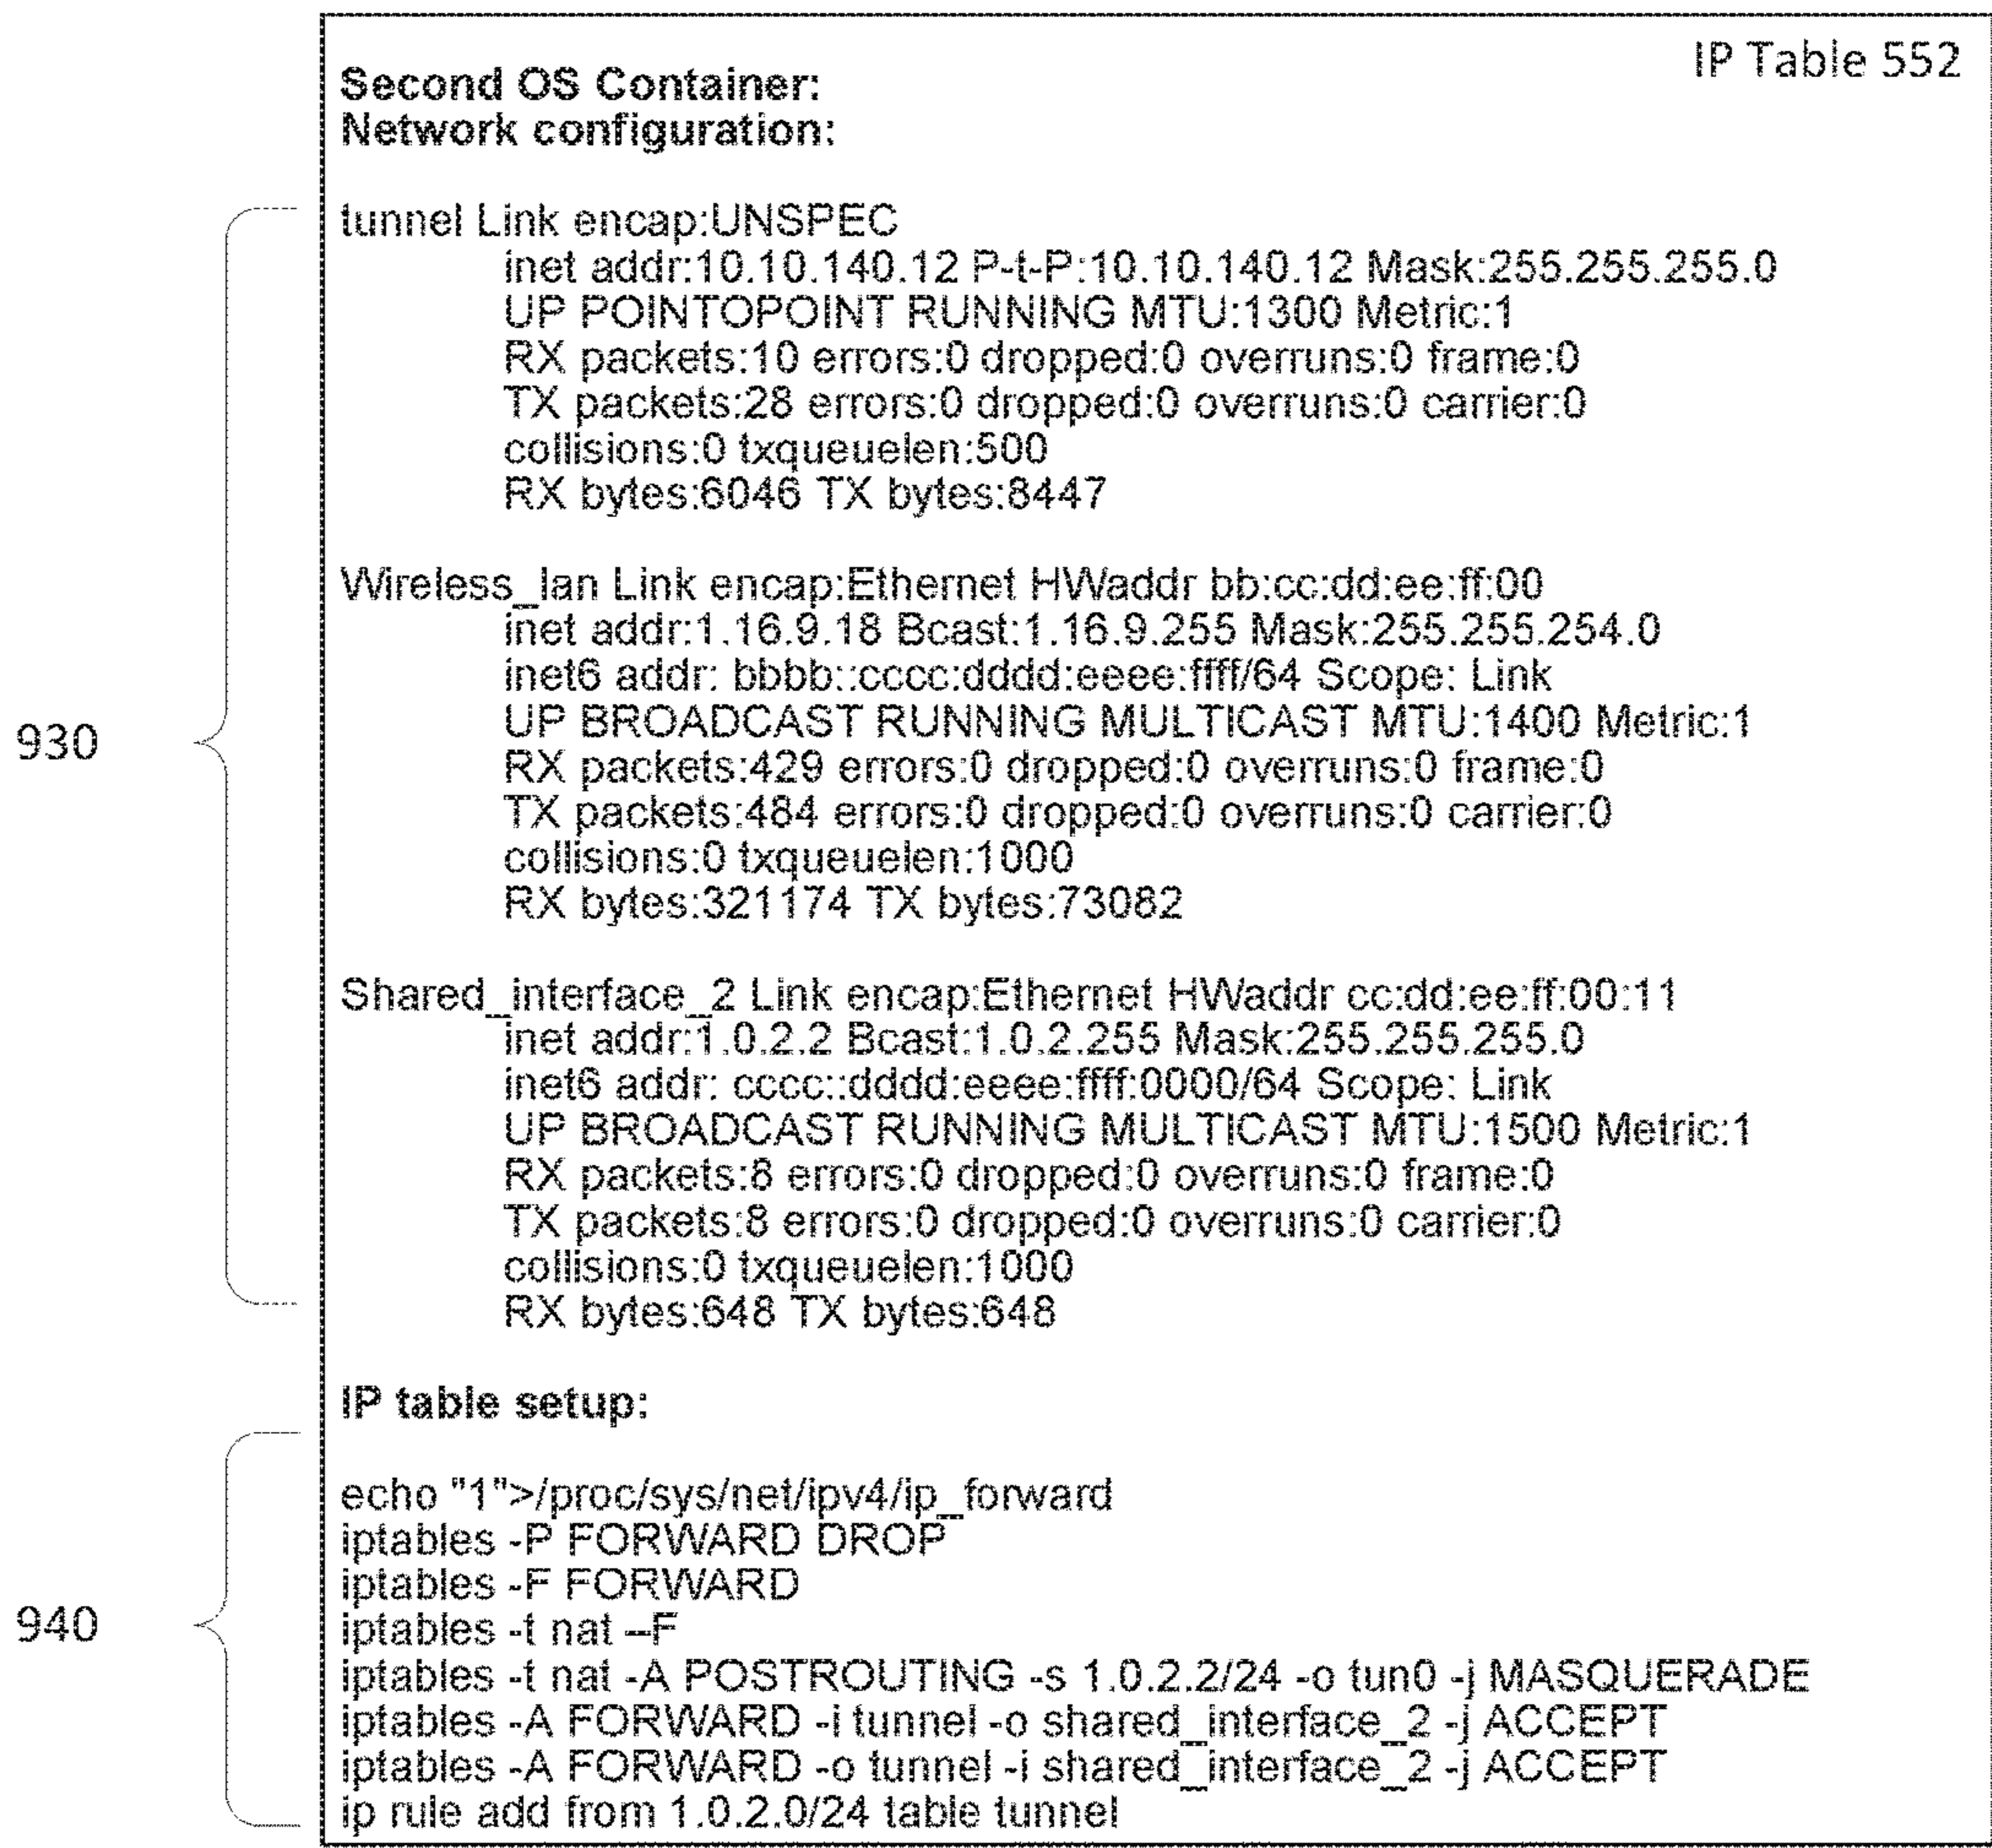 IP Table 552
Second OS Container:
Network configuration:
930
tunnel Link encap:UNSPEC
inet addr:10.10.140.12 P-t-P:10.10.140.12 Mask:255.255.255.0
UP POINTOPOINT RUNNING MTU:1300 Metric:1
RX packets:10 errors:0 dropped:0 overruns:0 frame:0
TX packets:28 errors:0 dropped:0 overruns:0 carrier:0
collisions:0 txqueuelen:500
RX bytes:6046 TX bytes:8447
Wireless_lan Link encap:Ethernet HWaddr bb:cc:dd:ee:ff:00
inet addr:1.16.9.18 Bcast:1.16.9.255 Mask:255.255.254.0
inet6 addr: bbbb::cccc:dddd:eeee:ffff/64 Scope: Link
UP BROADCAST RUNNING MULTICAST MTU:1400 Metric:1
RX packets:429 errors:0 dropped:0 overruns:0 frame:0
TX packets:484 errors:0 dropped:0 overruns:0 carrier:0
collisions:0 txqueuelen:1000
RX bytes:321174 TX bytes:73082
Shared_interface_2 Link encap:Ethernet HWaddr cc:dd:ee:ff:00:11
inet addr:1.0.2.2 Bcast:1.0.2.255 Mask:255.255.255.0
inet6 addr: cccc::dddd:eeee:ffff:0000/64 Scope: Link
UP BROADCAST RUNNING MULTICAST MTU:1500 Metric:1
RX packets:8 errors:0 dropped:0 overruns:0 frame:0
TX packets:8 errors:0 dropped:0 overruns:0 carrier:0
collisions:0 txqueuelen:1000
RX bytes:648 TX bytes:648
IP table setup:
940
echo "1">/proc/sys/net/ipv4/ip_forward
iptables -P FORWARD DROP
iptables -F FORWARD
iptables -t nat –F
iptables -t nat -A POSTROUTING -s 1.0.2.2/24 -o tun0 -j MASQUERADE
iptables -A FORWARD -i tunnel -o shared_interface_2 -j ACCEPT
iptables -A FORWARD -o tunnel -i shared_interface_2 -j ACCEPT
ip rule add from 1.0.2.0/24 table tunnel